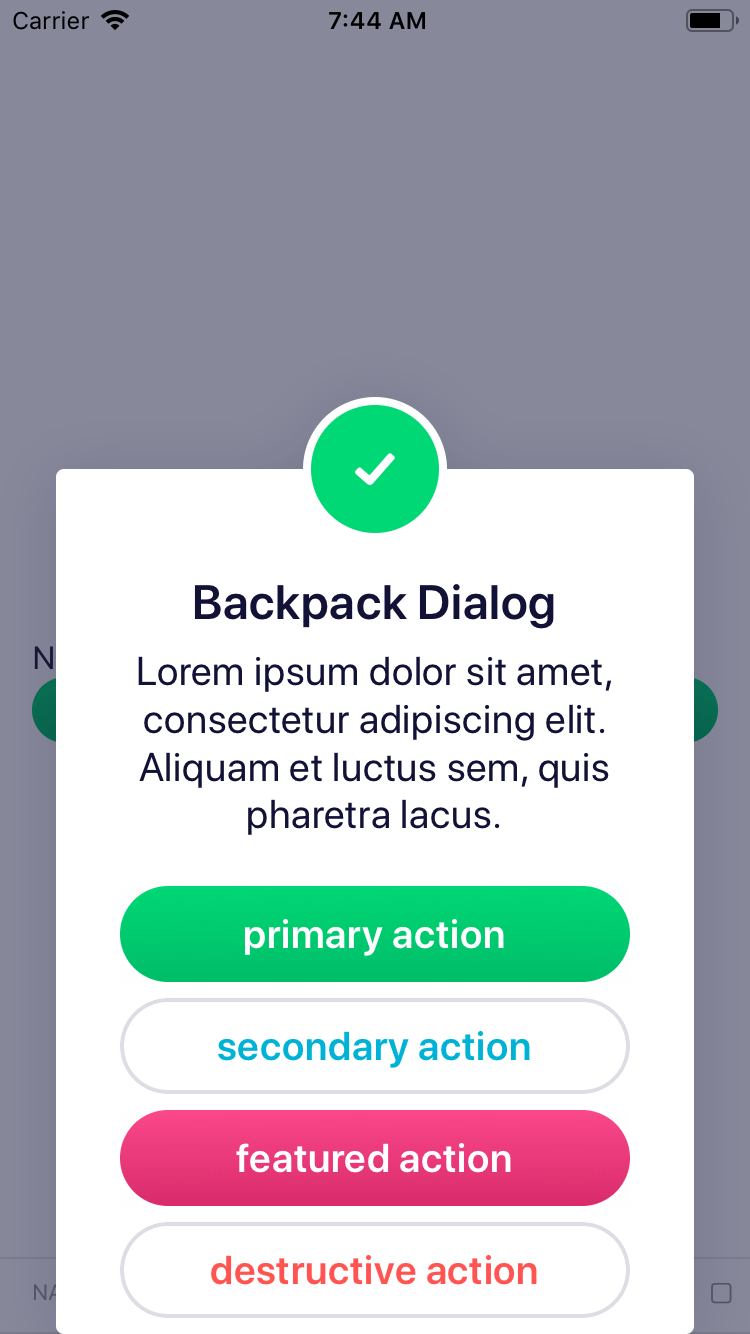 Carrier 7:44 AM
Backpack Dialog
Lorem ipsum dolor sit amet,
consectetur adipiscing elit.
Aliquam et luctus sem, quis
pharetra lacus.
primary action
secondary action
featured action
destructive action